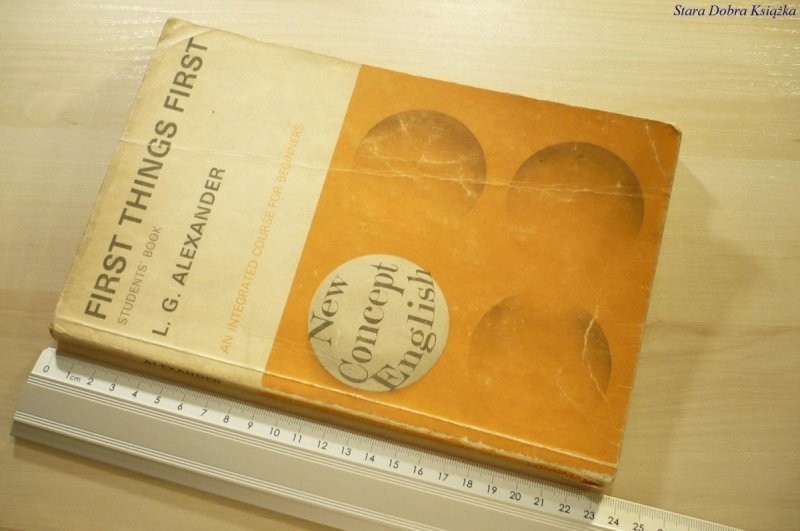 Stara Dobra Książka
FIRST THINGS FIRST
STUDENTS' BOOK
L. G. ALEXANDER
AN INTEGRATED COURSE FOR BEGINNERS
New
Concept
English
ALEXANDER
0 1cm 2 3 4 5 6 7 8 9 10 11 12 13 14 15 16 17 18 19 20 21 22 23 24 25